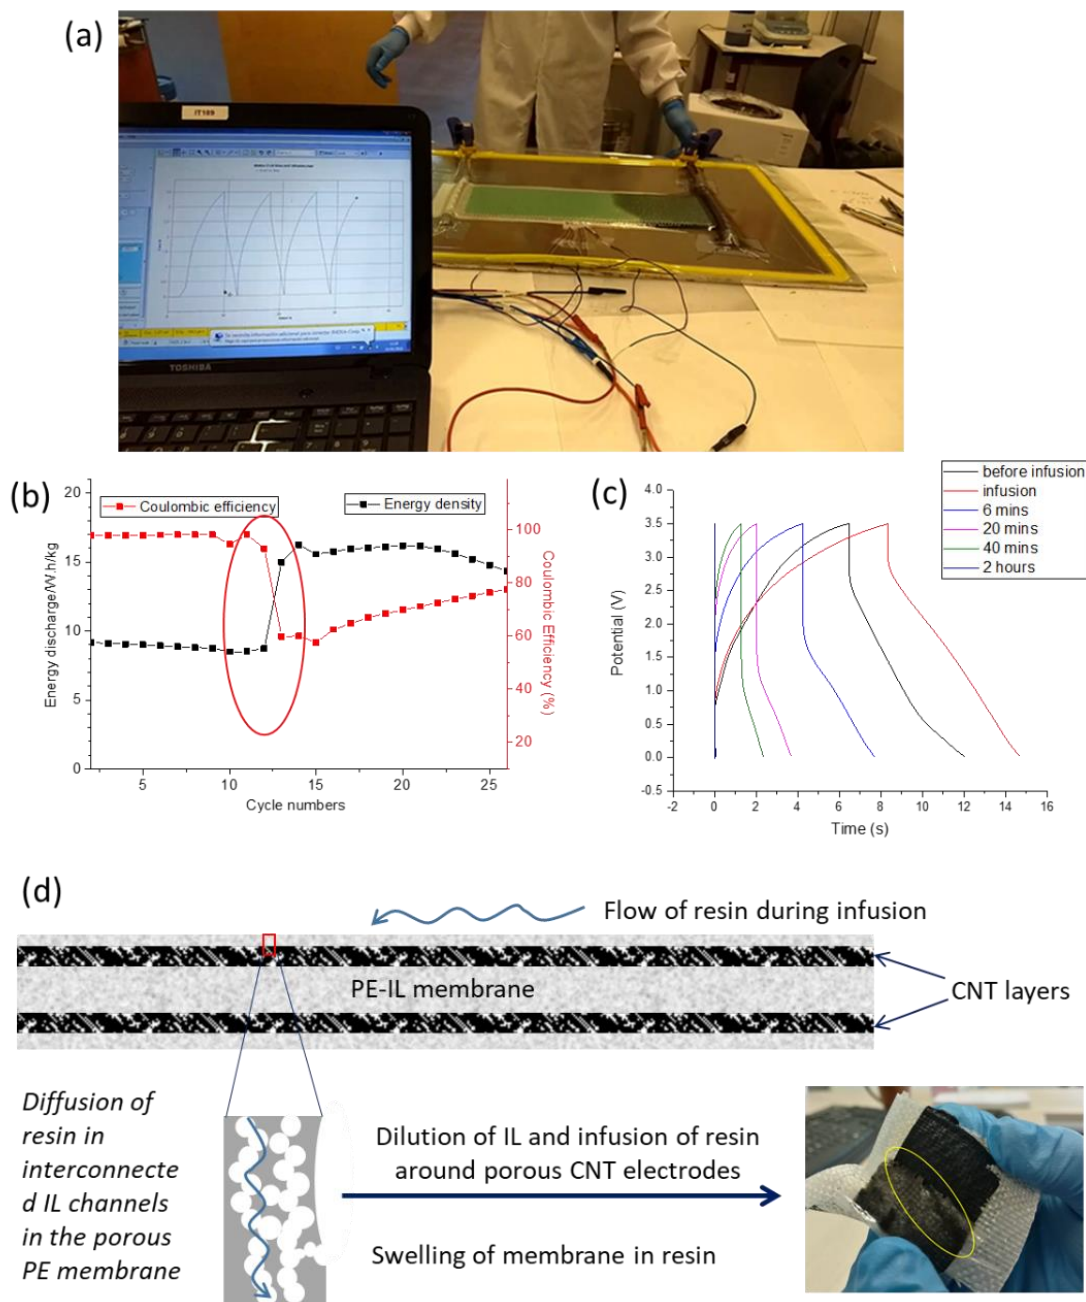 (a)
IT189
TOSHIBA
(b)
20
15
10
5
0
Energy discharge/W.h/kg
Coulombic efficiency
Energy density
100
80
60
40
20
Coulombic Efficiency (%)
5
10
15
20
25
Cycle numbers
(c)
before infusion
infusion
6 mins
20 mins
40 mins
2 hours
4.0
3.5
3.0
2.5
2.0
1.5
1.0
0.5
0.0
-0.5
Potential (V)
-2
0
2
4
6
8
10
12
14
16
Time (s)
(d)
Flow of resin during infusion
PE-IL membrane
CNT layers
Diffusion of
resin in
interconnecte
d IL channels
in the porous
PE membrane
Dilution of IL and infusion of resin
around porous CNT electrodes
Swelling of membrane in resin